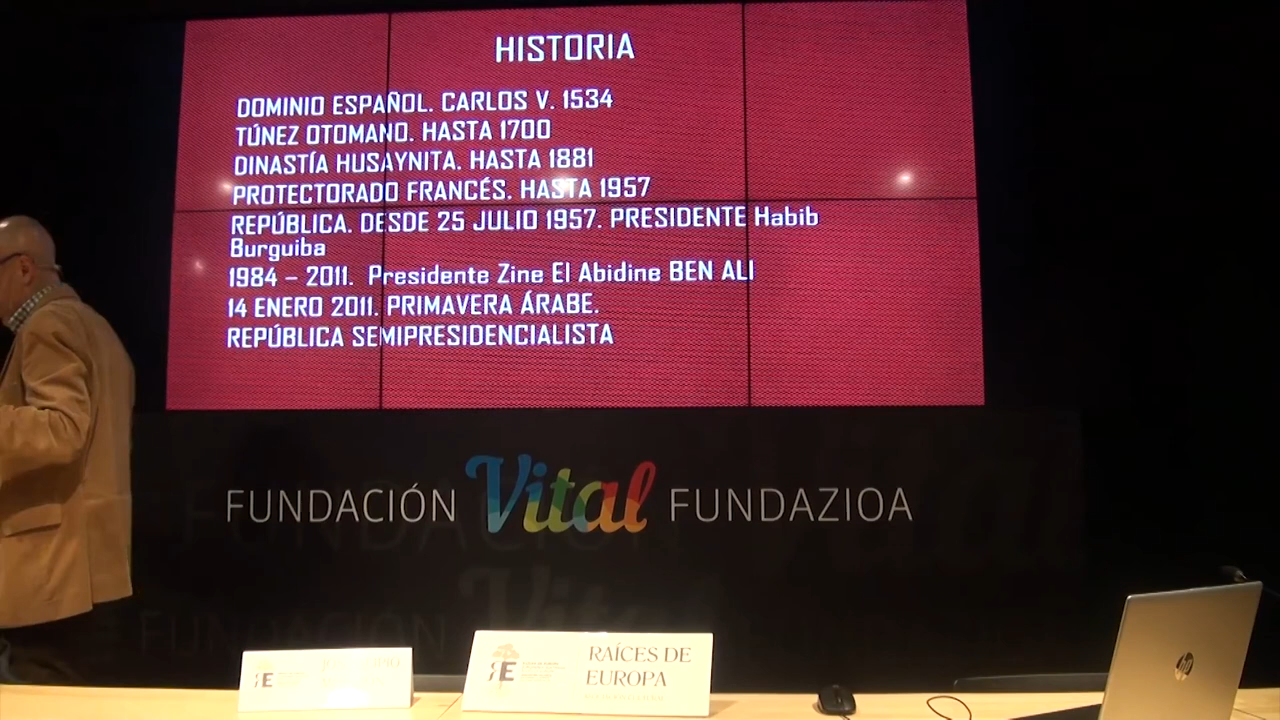 HISTORIA
DOMINIO ESPAÑOL. CARLOS V. 1534
TÚNEZ OTOMANO. HASTA 1700
DINASTÍA HUSAYNITA. HASTA 1881
PROTECTORADO FRANCÉS. HASTA 1957
REPÚBLICA. DESDE 25 JULIO 1957. PRESIDENTE Habib
Burguiba
1984 – 2011. Presidente Zine El Abidine BEN ALI
14 ENERO 2011. PRIMAVERA ÁRABE.
REPÚBLICA SEMIPRESIDENCIALISTA
FUNDACIÓN Vital FUNDAZIOA
RAÍCES DE
EUROPA
hp